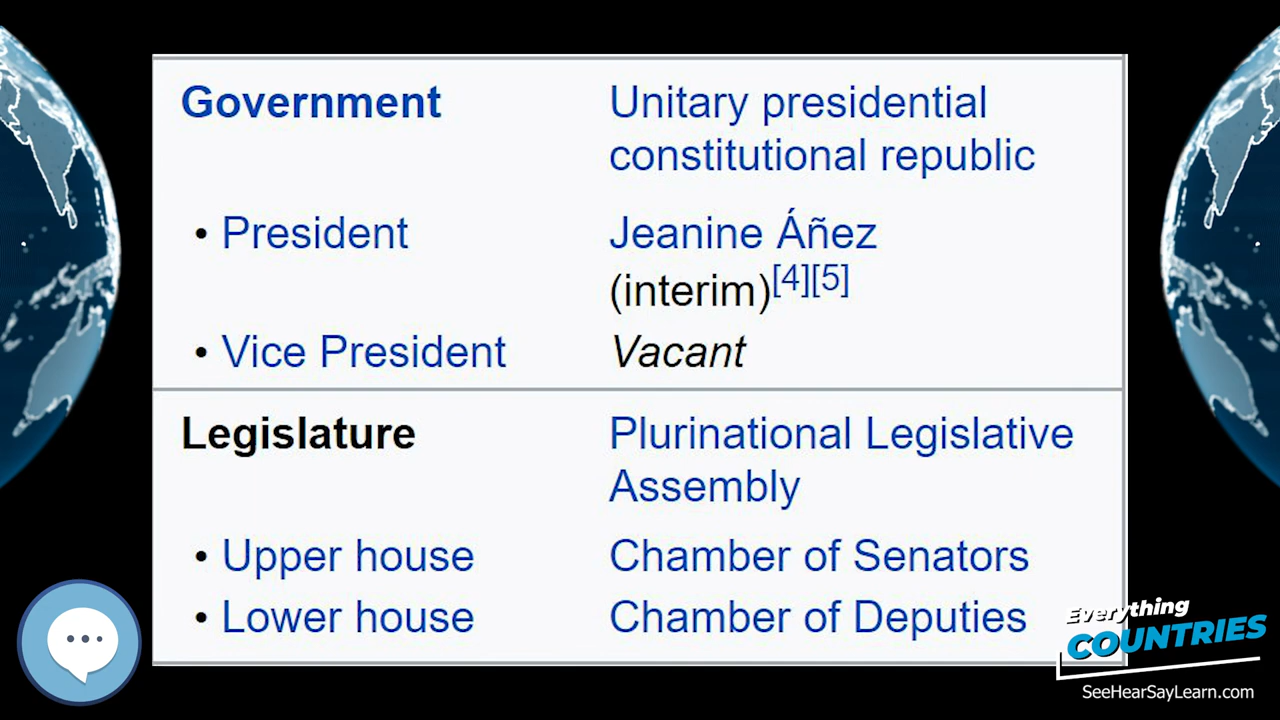 Government Unitary presidential
constitutional republic
• President Jeanine Áñez
(interim)[4][5]
• Vice President Vacant
Legislature Plurinational Legislative
Assembly
• Upper house Chamber of Senators
• Lower house Chamber of Deputies
Everything
COUNTRIES
SeeHearSayLearn.com